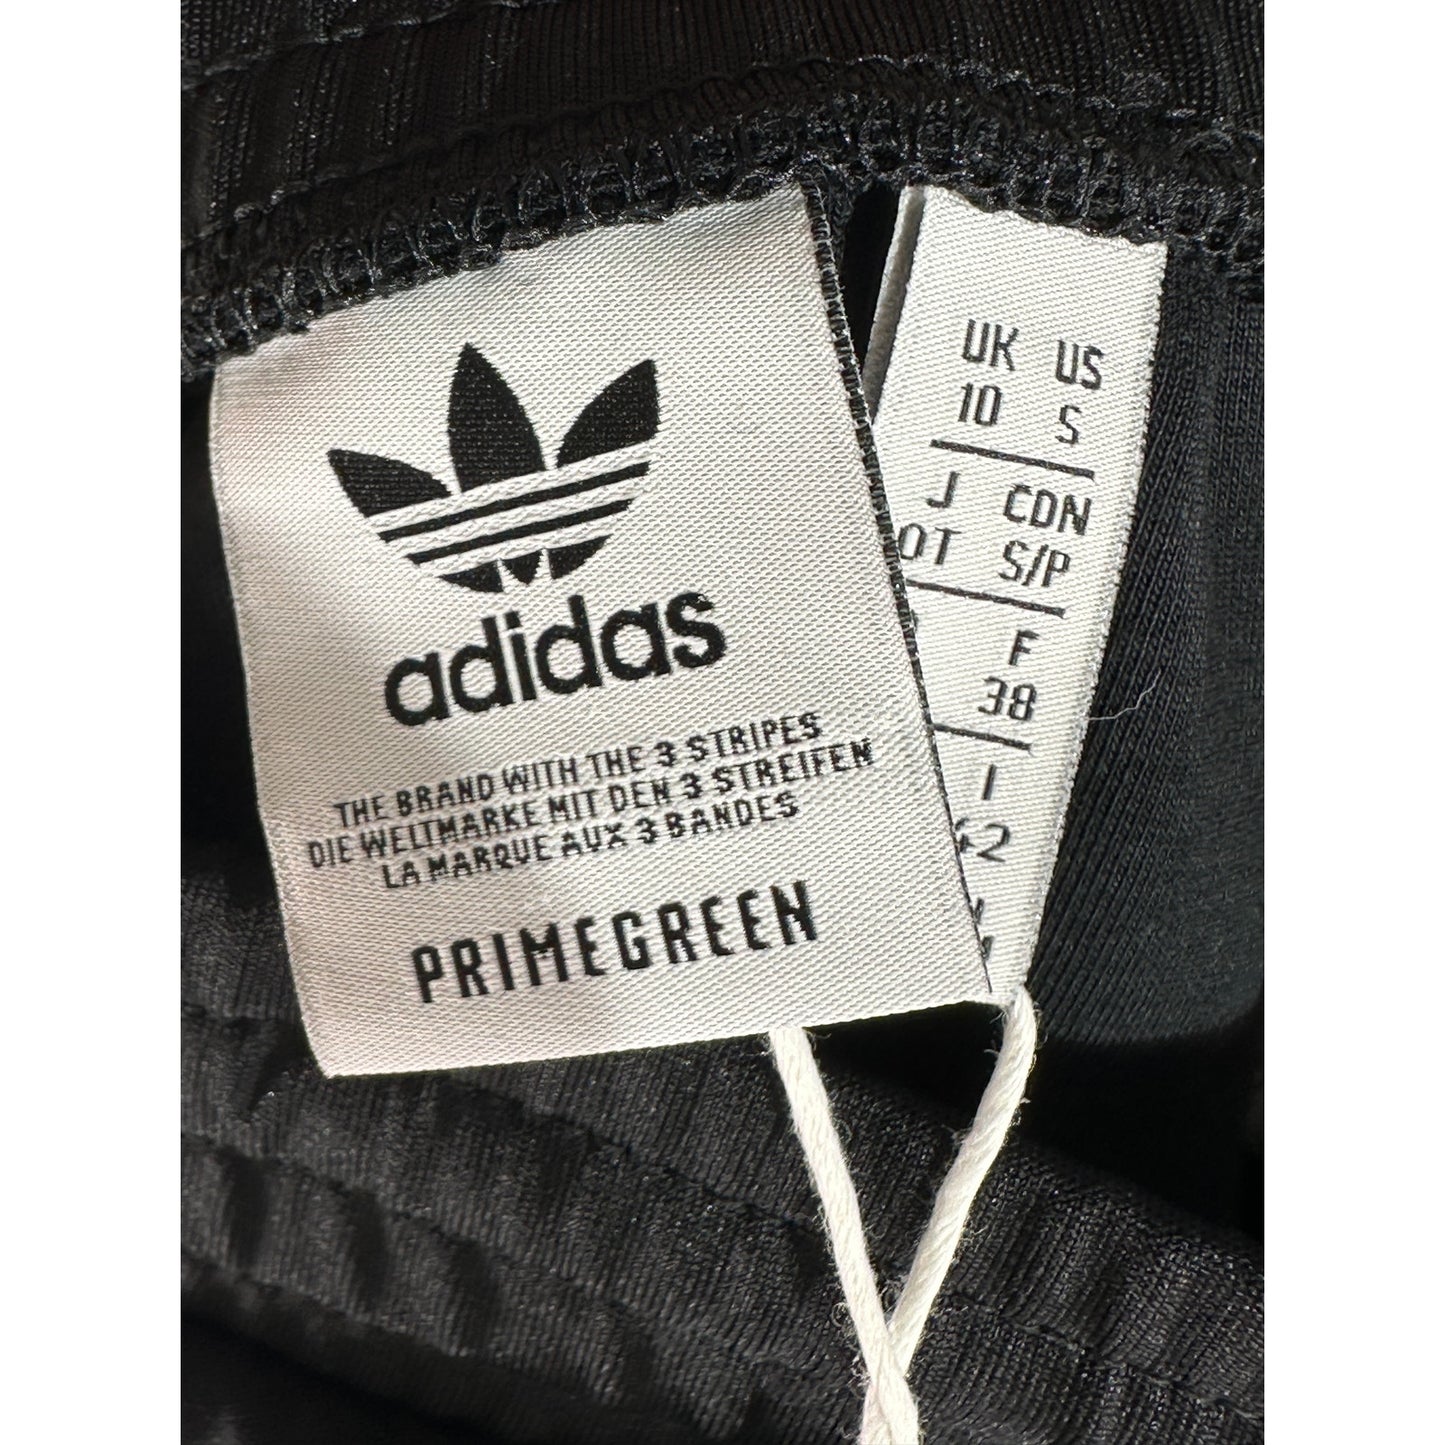 adidas
THE BRAND WITH THE 3 STRIPES
DIE WELTMARKE MIT DEN 3 STREIFEN
LA MARQUE AUX 3 BANDES
PRIMEGREEN
UK US
10 S
J CDN
OT S/P
F
38
I
42